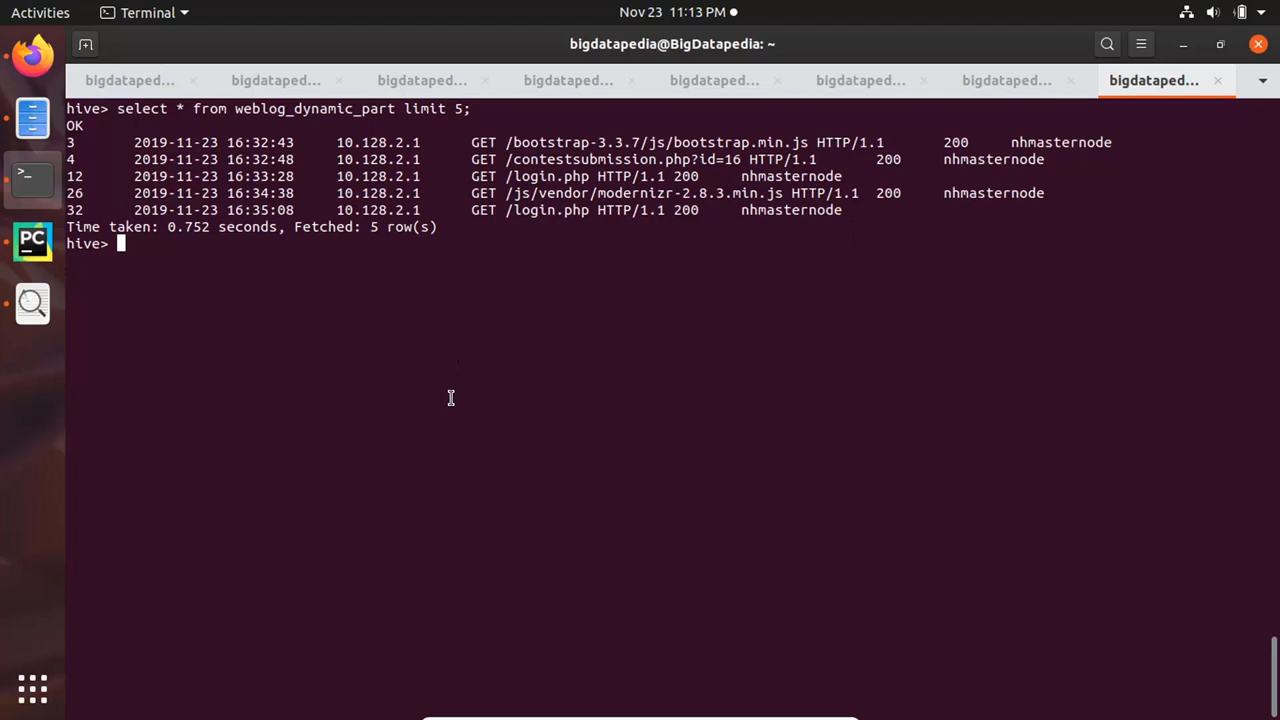 Activities Terminal Nov 23 11:13 PM
bigdatapedia@BigDatapedia: ~
bigdataped... bigdataped... bigdataped... bigdataped... bigdataped... bigdataped... bigdataped... bigdataped...
hive> select * from weblog_dynamic_part limit 5;
OK
3 2019-11-23 16:32:43 10.128.2.1 GET /bootstrap-3.3.7/js/bootstrap.min.js HTTP/1.1 200 nhmasternode
4 2019-11-23 16:32:48 10.128.2.1 GET /contestsubmission.php?id=16 HTTP/1.1 200 nhmasternode
12 2019-11-23 16:33:28 10.128.2.1 GET /login.php HTTP/1.1 200 nhmasternode
26 2019-11-23 16:34:38 10.128.2.1 GET /js/vendor/modernizr-2.8.3.min.js HTTP/1.1 200 nhmasternode
32 2019-11-23 16:35:08 10.128.2.1 GET /login.php HTTP/1.1 200 nhmasternode
Time taken: 0.752 seconds, Fetched: 5 row(s)
hive>
PC